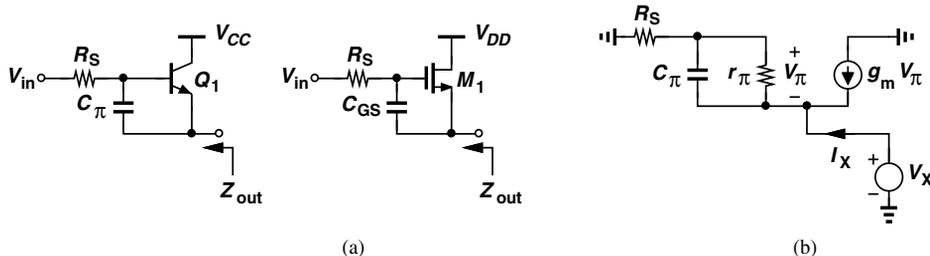 V_CC
R_S
V_in
Q_1
C_π
Z_out
V_DD
R_S
V_in
M_1
C_GS
Z_out
(a)
R_S
C_π
r_π
+
V_π
−
g_m V_π
I_X
+
V_X
−
(b)